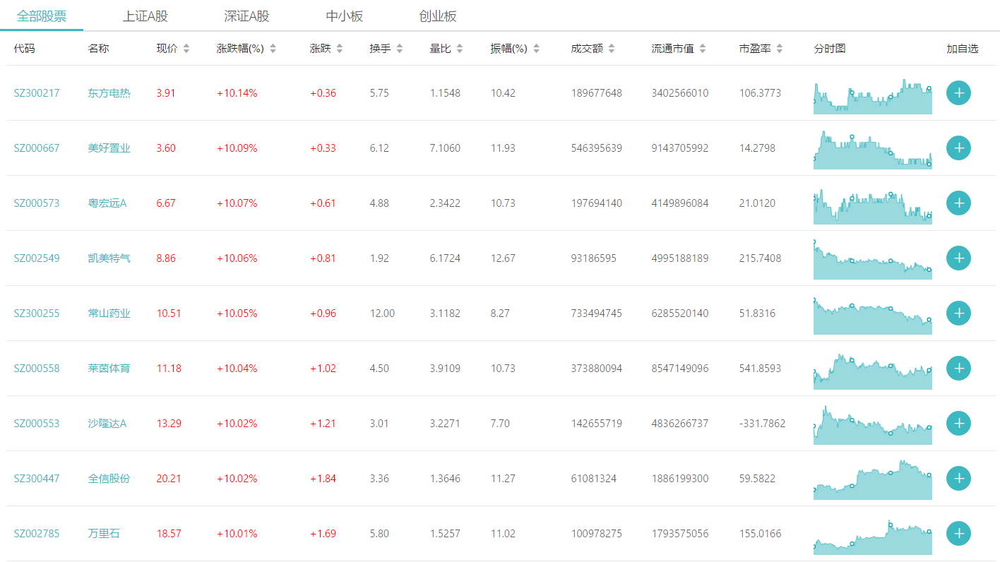 全部股票 上证A股 深证A股 中小板 创业板
代码 名称 现价 涨跌幅(%) 涨跌 换手 量比 振幅(%) 成交额 流通市值 市盈率 分时图 加自选
SZ300217 东方电热 3.91 +10.14% +0.36 5.75 1.1548 10.42 189677648 3402566010 106.3773
SZ000667 美好置业 3.60 +10.09% +0.33 6.12 7.1060 11.93 546395639 9143705992 14.2798
SZ000573 粤宏远A 6.67 +10.07% +0.61 4.88 2.3422 10.73 197694140 4149896084 21.0120
SZ002549 凯美特气 8.86 +10.06% +0.81 1.92 6.1724 12.67 93186595 4995188189 215.7408
SZ300255 常山药业 10.51 +10.05% +0.96 12.00 3.1182 8.27 733494745 6285520140 51.8316
SZ000558 莱茵体育 11.18 +10.04% +1.02 4.50 3.9109 10.73 373880094 8547149096 541.8593
SZ000553 沙隆达A 13.29 +10.02% +1.21 3.01 3.2271 7.70 142655719 4836266737 -331.7862
SZ300447 全信股份 20.21 +10.02% +1.84 3.36 1.3646 11.27 61081324 1886199300 59.5822
SZ002785 万里石 18.57 +10.01% +1.69 5.80 1.5257 11.02 100978275 1793575056 155.0166